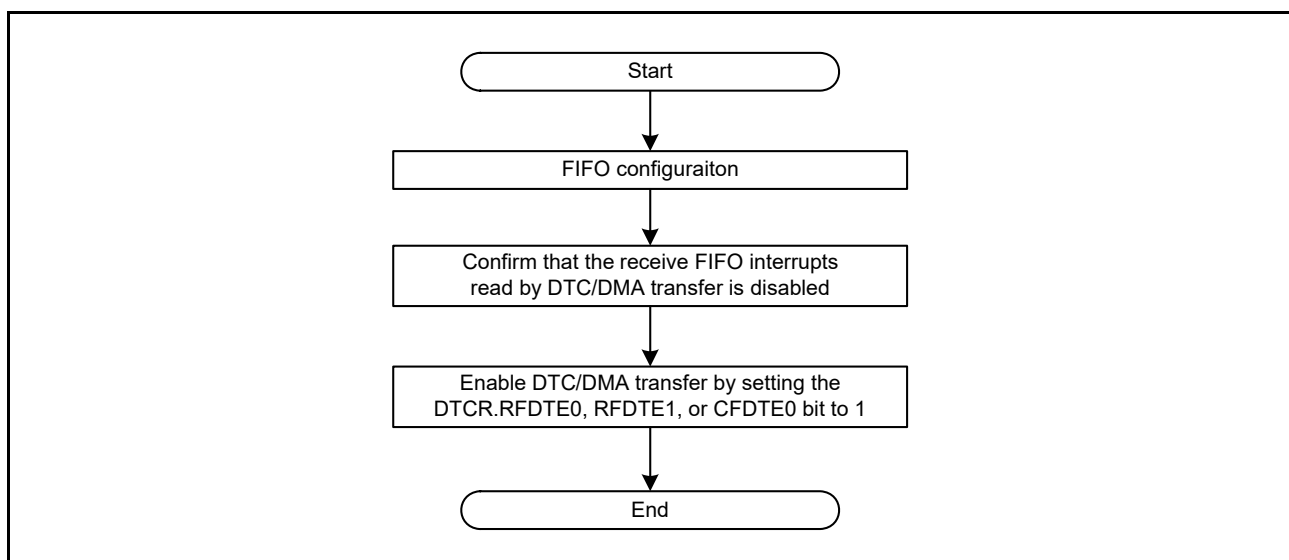 Start
FIFO configuraiton
Confirm that the receive FIFO interrupts
read by DTC/DMA transfer is disabled
Enable DTC/DMA transfer by setting the
DTCR.RFDTE0, RFDTE1, or CFDTE0 bit to 1
End